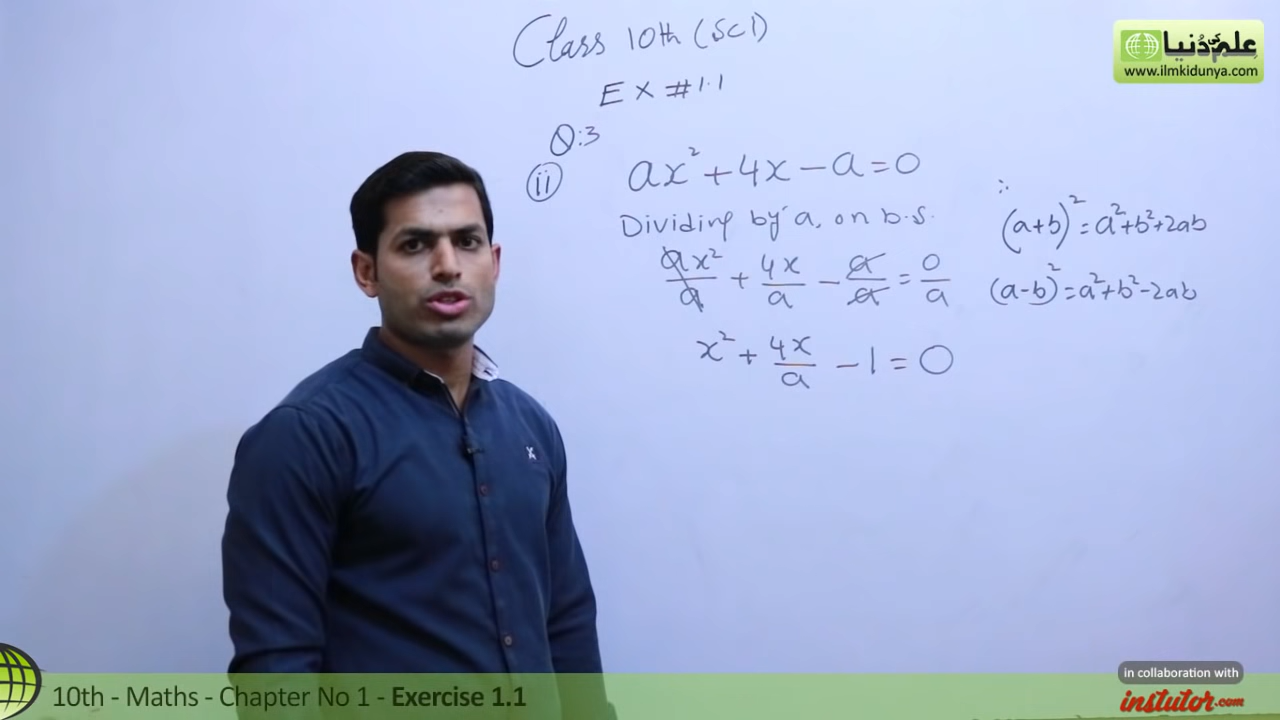 Class 10th (SCI)
EX #1.1
Q:3
(ii) ax² + 4x − a = 0
Dividing by a, on b.s.
ax²/a + 4x/a − a/a = 0/a
x² + 4x/a − 1 = 0
∵
(a+b)² = a²+b²+2ab
(a-b)² = a²+b²-2ab
علم کی دُنیا
www.ilmkidunya.com
10th - Maths - Chapter No 1 - Exercise 1.1
in collaboration with
instutor.com